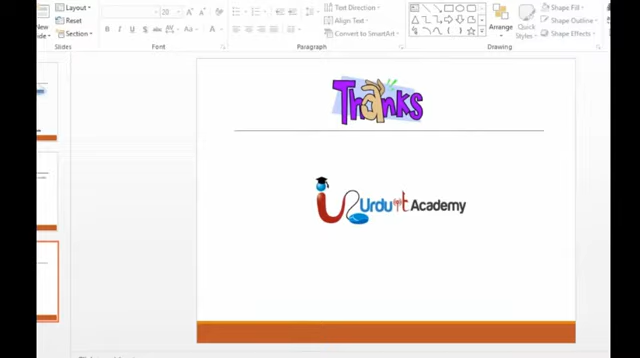 Layout
Reset
Section
Slides
20
Font
Text Direction
Align Text
Convert to SmartArt
Paragraph
Arrange
Quick
Styles
Shape Fill
Shape Outline
Shape Effects
Drawing
Thanks
Urdu it Academy